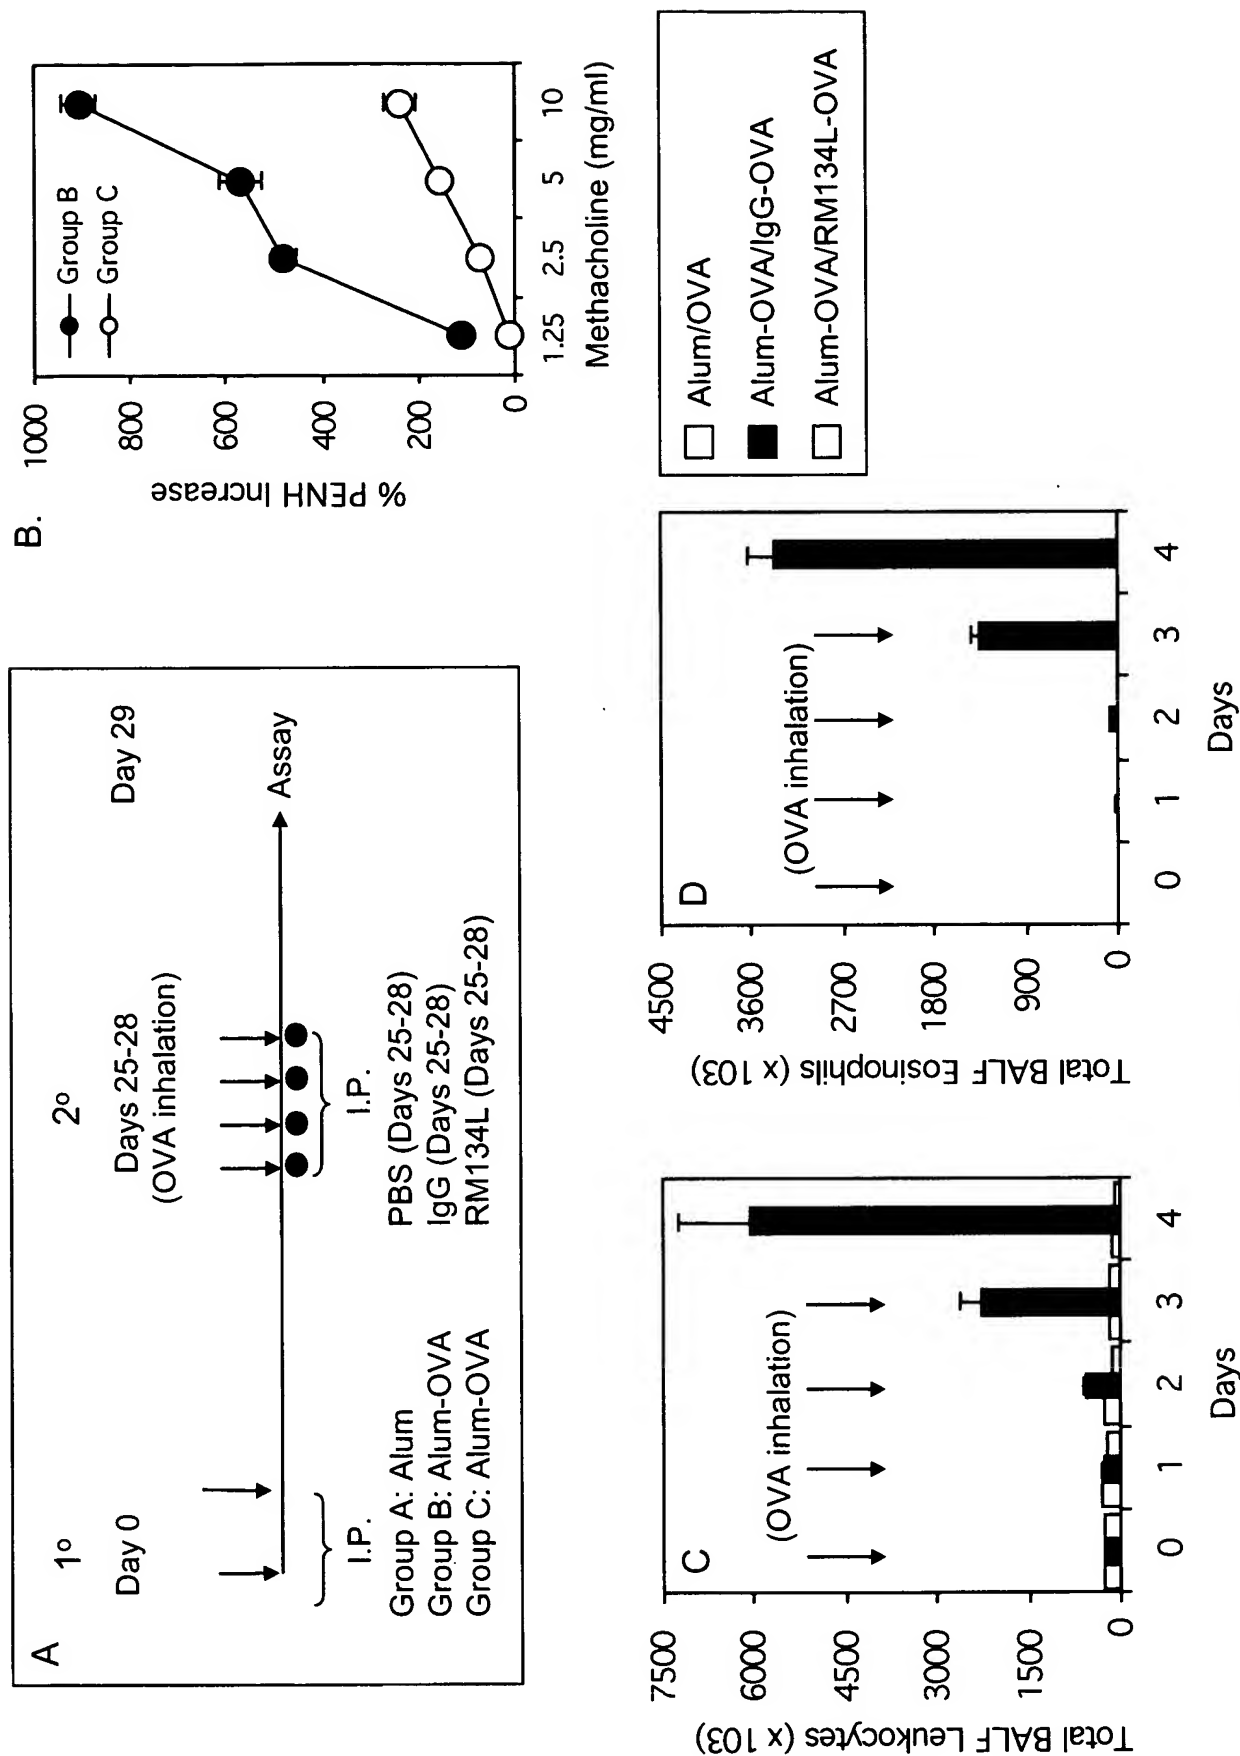 A
1º
2º
Day 0
Days 25-28
(OVA inhalation)
Day 29
Assay
I.P.
I.P.
Group A: Alum
Group B: Alum-OVA
Group C: Alum-OVA
PBS (Days 25-28)
IgG (Days 25-28)
RM134L (Days 25-28)
B.
% PENH Increase
1000
800
600
400
200
0
Group B
Group C
1.25 2.5 5 10
Methacholine (mg/ml)
C
Total BALF Leukocytes (x 103)
7500
6000
4500
3000
1500
0
(OVA inhalation)
0 1 2 3 4
Days
D
Total BALF Eosinophils (x 103)
4500
3600
2700
1800
900
0
(OVA inhalation)
0 1 2 3 4
Days
Alum/OVA
Alum-OVA/IgG-OVA
Alum-OVA/RM134L-OVA